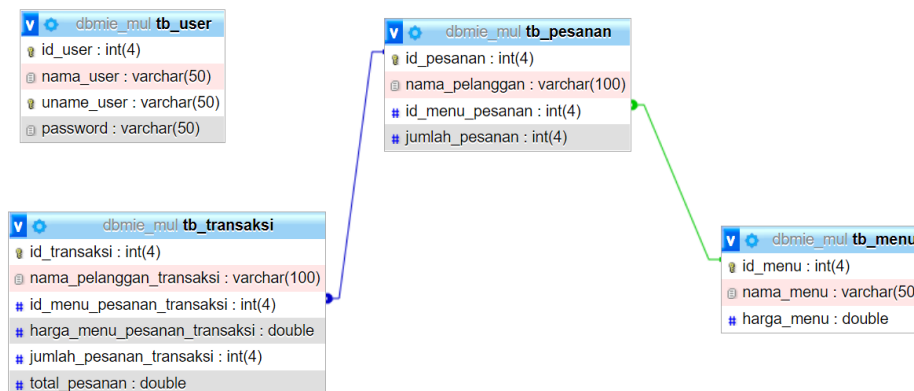 dbmie_mul tb_user
id_user : int(4)
nama_user : varchar(50)
uname_user : varchar(50)
password : varchar(50)
dbmie_mul tb_pesanan
id_pesanan : int(4)
nama_pelanggan : varchar(100)
# id_menu_pesanan : int(4)
# jumlah_pesanan : int(4)
dbmie_mul tb_transaksi
id_transaksi : int(4)
nama_pelanggan_transaksi : varchar(100)
# id_menu_pesanan_transaksi : int(4)
# harga_menu_pesanan_transaksi : double
# jumlah_pesanan_transaksi : int(4)
# total_pesanan : double
dbmie_mul tb_menu
id_menu : int(4)
nama_menu : varchar(50
# harga_menu : double